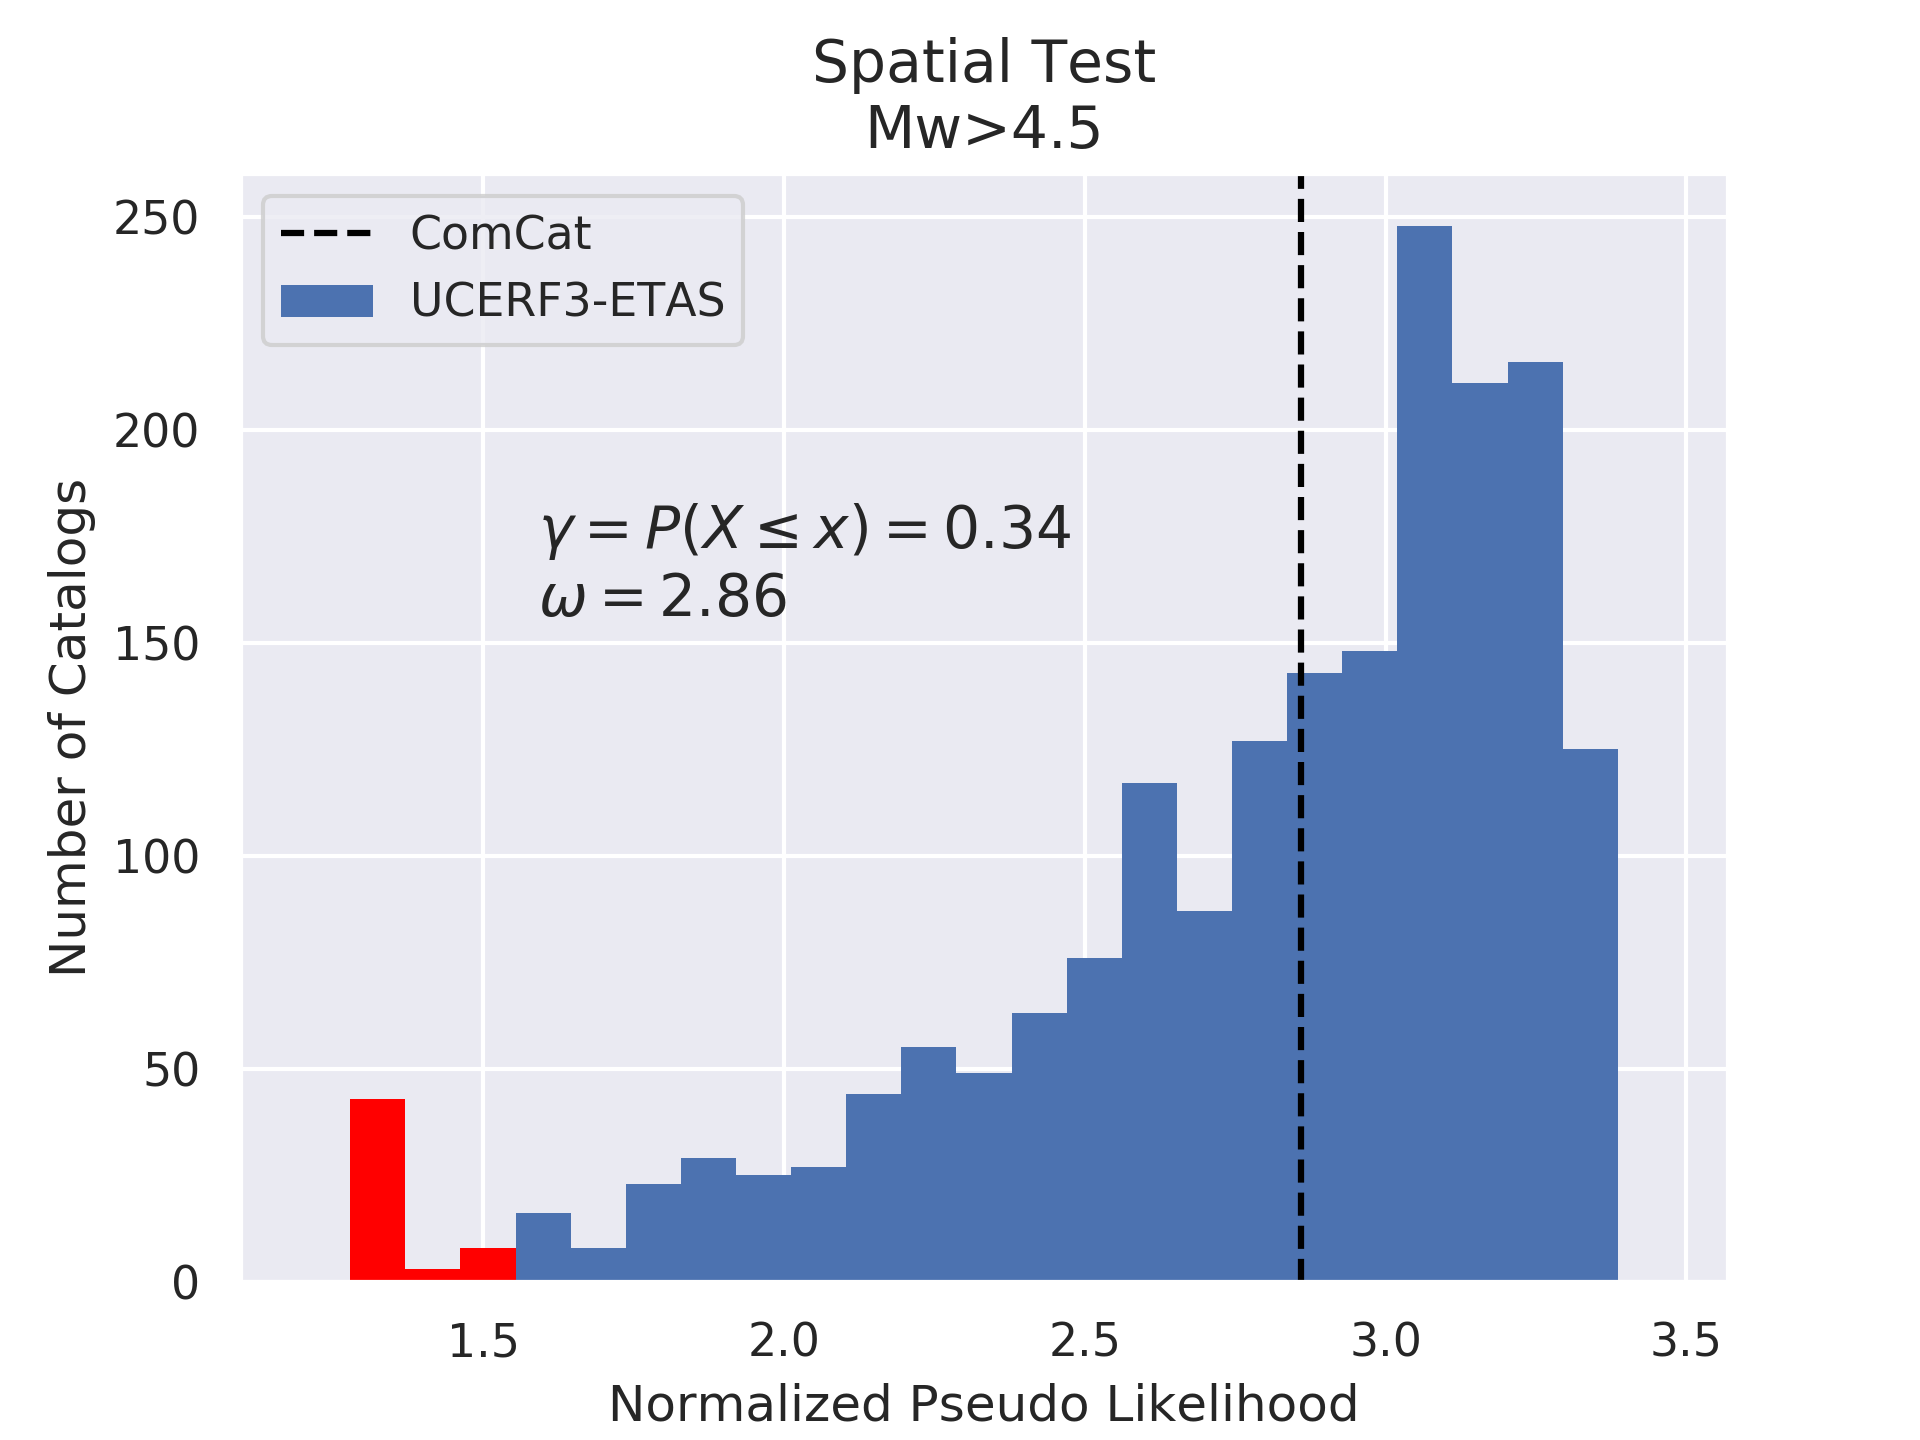 Spatial Test
Mw>4.5
250
200
150
100
50
0
Number of Catalogs
ComCat
UCERF3-ETAS
γ = P(X ≤ x) = 0.34
ω = 2.86
1.5 2.0 2.5 3.0 3.5
Normalized Pseudo Likelihood